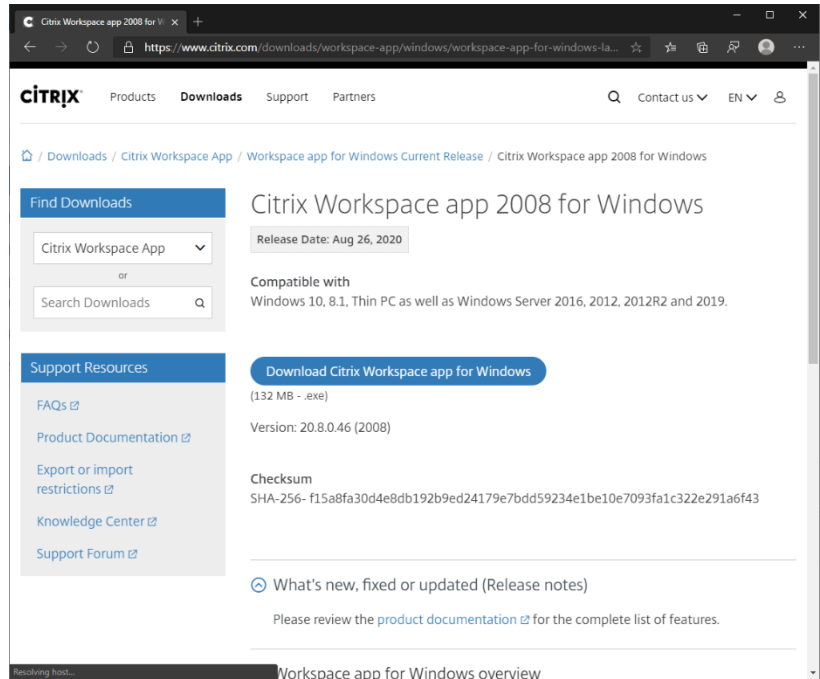 Citrix Workspace app 2008 for Wi
https://www.citrix.com/downloads/workspace-app/windows/workspace-app-for-windows-la...
CİTRIX
Products Downloads Support Partners
Contact us EN
/ Downloads / Citrix Workspace App / Workspace app for Windows Current Release / Citrix Workspace app 2008 for Windows
Find Downloads
Citrix Workspace App
or
Search Downloads
Support Resources
FAQs
Product Documentation
Export or import
restrictions
Knowledge Center
Support Forum
Citrix Workspace app 2008 for Windows
Release Date: Aug 26, 2020
Compatible with
Windows 10, 8.1, Thin PC as well as Windows Server 2016, 2012, 2012R2 and 2019.
Download Citrix Workspace app for Windows
(132 MB - .exe)
Version: 20.8.0.46 (2008)
Checksum
SHA-256- f15a8fa30d4e8db192b9ed24179e7bdd59234e1be10e7093fa1c322e291a6f43
What's new, fixed or updated (Release notes)
Please review the product documentation for the complete list of features.
Workspace app for Windows overview
Resolving host...